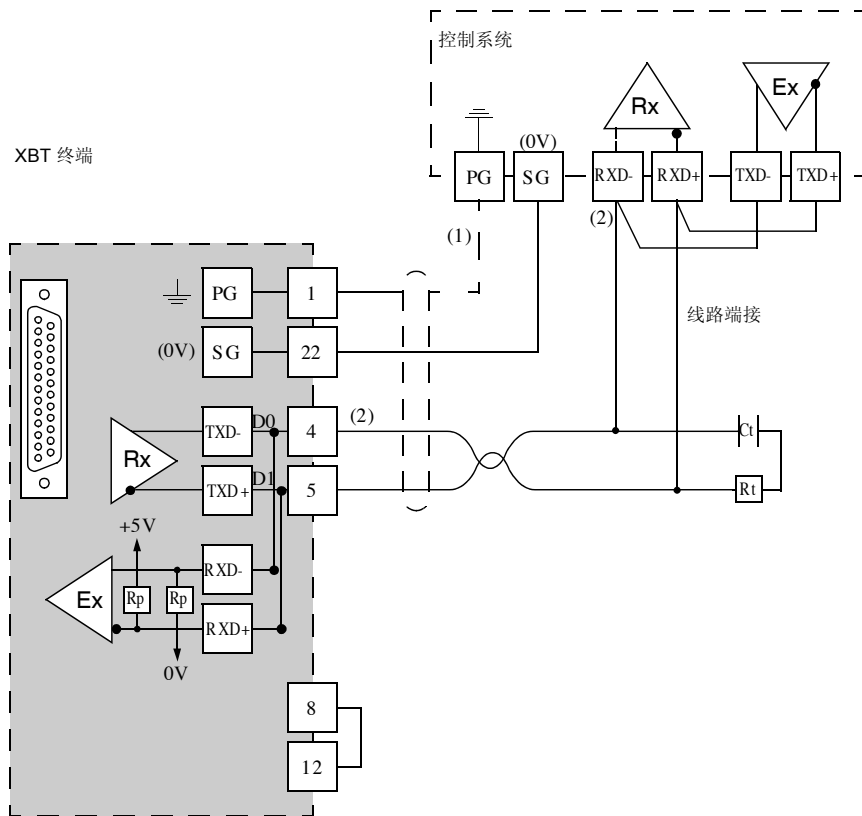 控制系统
Rx
Ex
XBT 终端
(0V)
PG
SG
RXD-
RXD+
TXD-
TXD+
(1)
(2)
PG
1
线路端接
(0V)
SG
22
(2)
TXD-
D0
4
Ct
Rx
TXD+
D1
5
Rt
+5V
RXD-
Ex
Rp
Rp
RXD+
0V
8
12